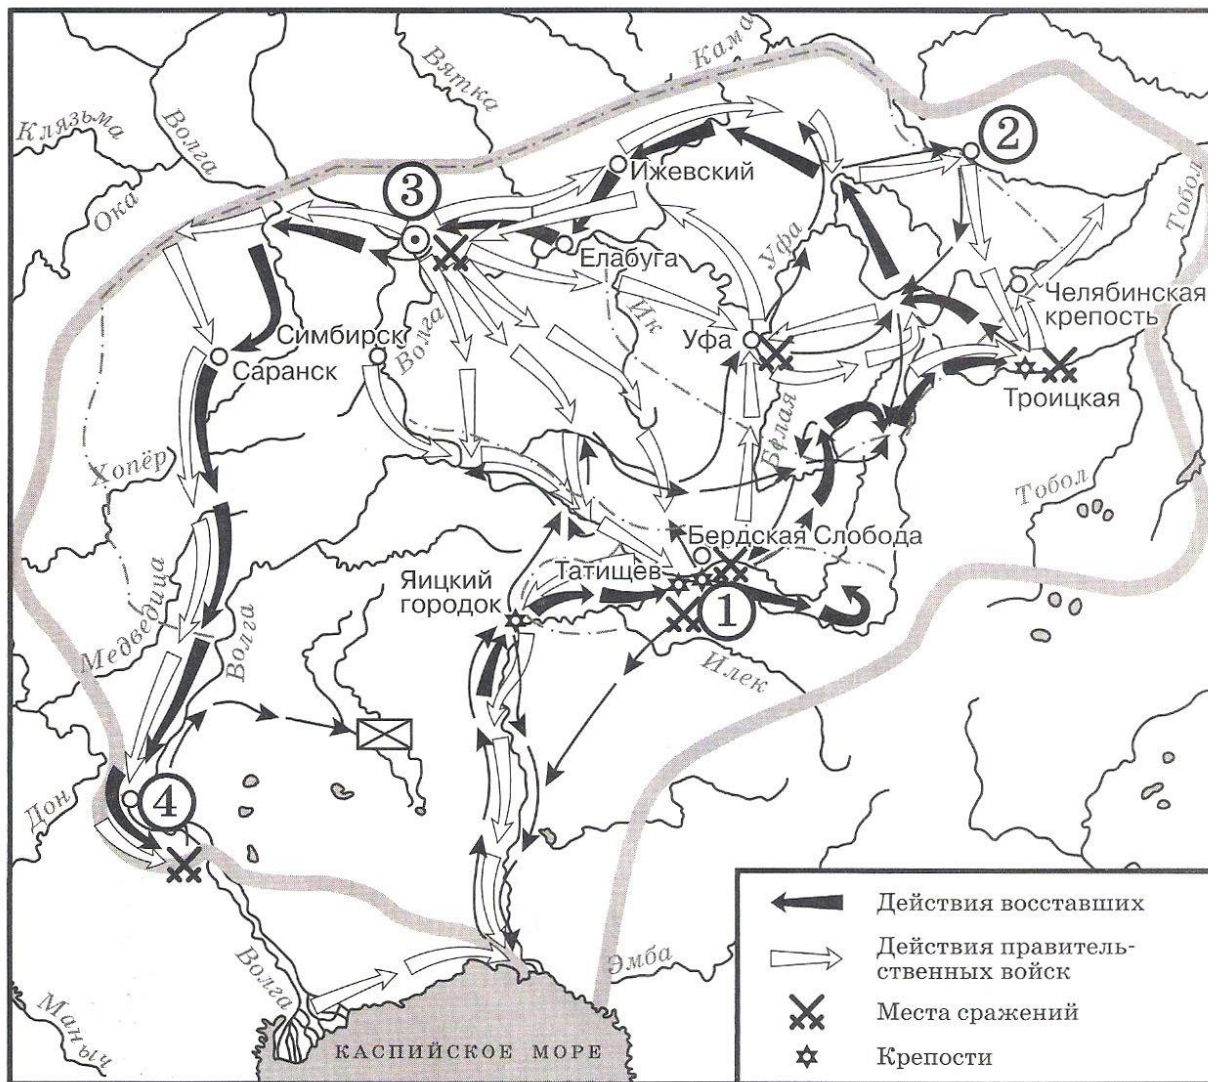 Кама
Вятка
Клязьма
Волга
2
Тобол
Ока
3
Ижевский
Уфа
Елабуга
Ик
Челябинская
крепость
Симбирск
Волга
Уфа
Саранск
Троицкая
Белая
Хопёр
Тобол
Бердская Слобода
Татищев
Яицкий
городок
1
Медведица
Волга
Илек
4
Дон
Действия восставших
Действия правитель-
ственных войск
Эмба
Волга
Места сражений
Маныч
КАСПИЙСКОЕ МОРЕ
Крепости